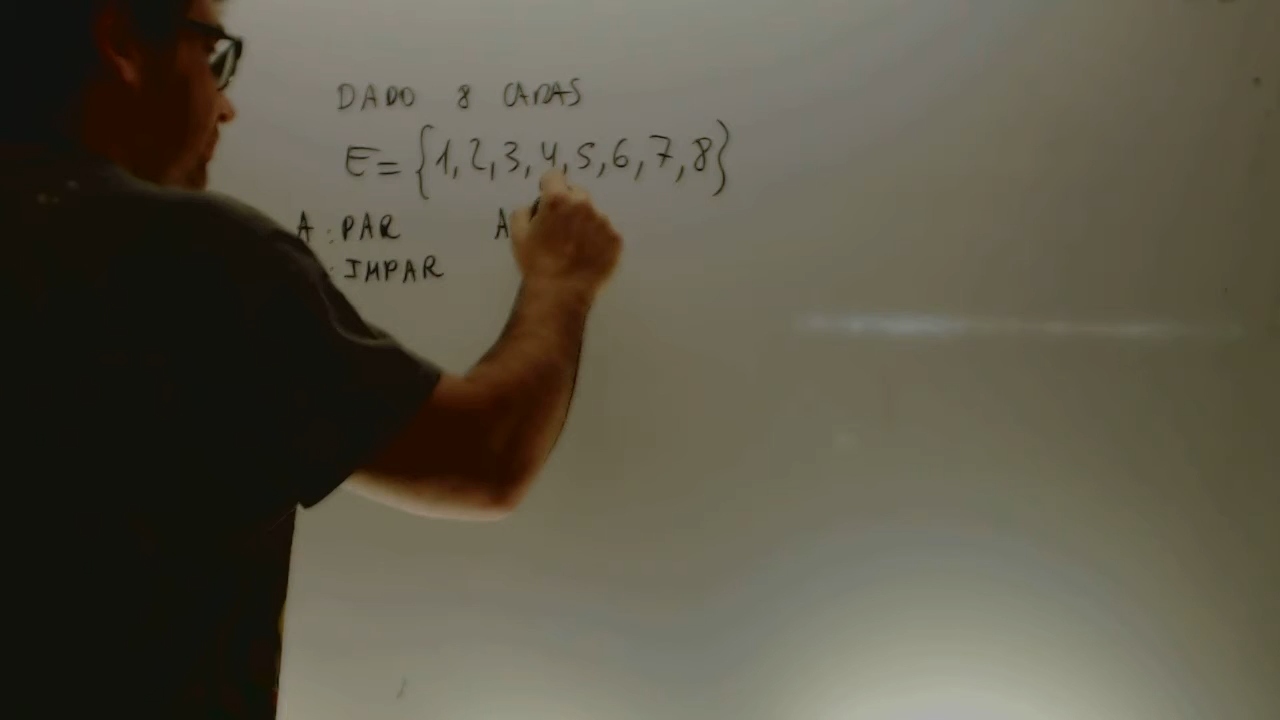 DADO 8 CARAS
E = {1, 2, 3, 4, 5, 6, 7, 8}
A : PAR A
: IMPAR